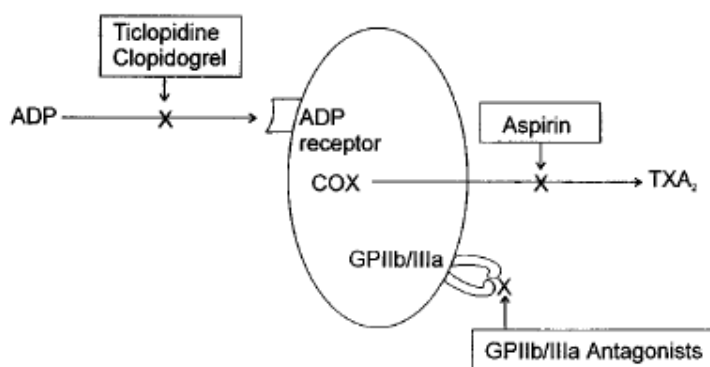 Ticlopidine
Clopidogrel
ADP
X
ADP
receptor
Aspirin
COX
X
TXA₂
GPIIb/IIIa
X
GPIIb/IIIa Antagonists